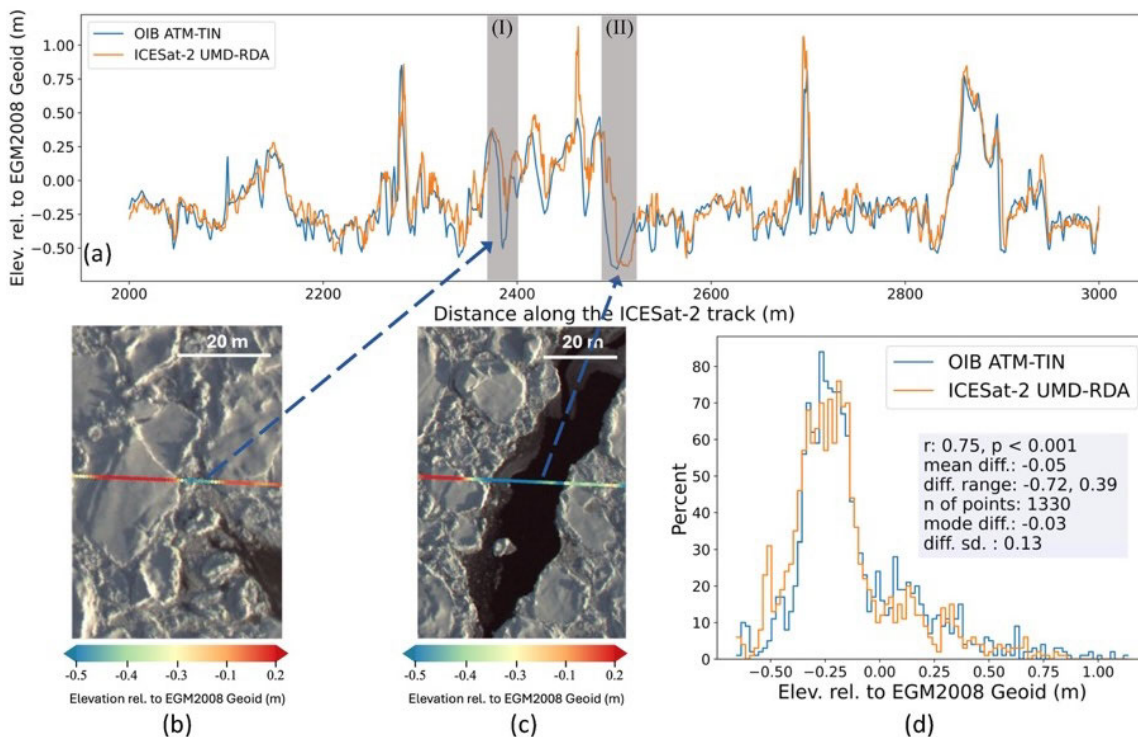 OIB ATM-TIN
ICESat-2 UMD-RDA
(I)
(II)
Elev. rel. to EGM2008 Geoid (m)
1.00
0.75
0.50
0.25
0.00
−0.25
−0.50
(a)
2000
2200
2400
2600
2800
3000
Distance along the ICESat-2 track (m)
20 m
-0.5
-0.4
-0.3
-0.1
0.2
Elevation rel. to EGM2008 Geoid (m)
(b)
20 m
-0.5
-0.4
-0.3
-0.1
0.2
Elevation rel. to EGM2008 Geoid (m)
(c)
OIB ATM-TIN
ICESat-2 UMD-RDA
r: 0.75, p < 0.001
mean diff.: -0.05
diff. range: -0.72, 0.39
n of points: 1330
mode diff.: -0.03
diff. sd. : 0.13
Percent
80
70
60
50
40
30
20
10
0
−0.50
−0.25
0.00
0.25
0.50
0.75
1.00
Elev. rel. to EGM2008 Geoid (m)
(d)